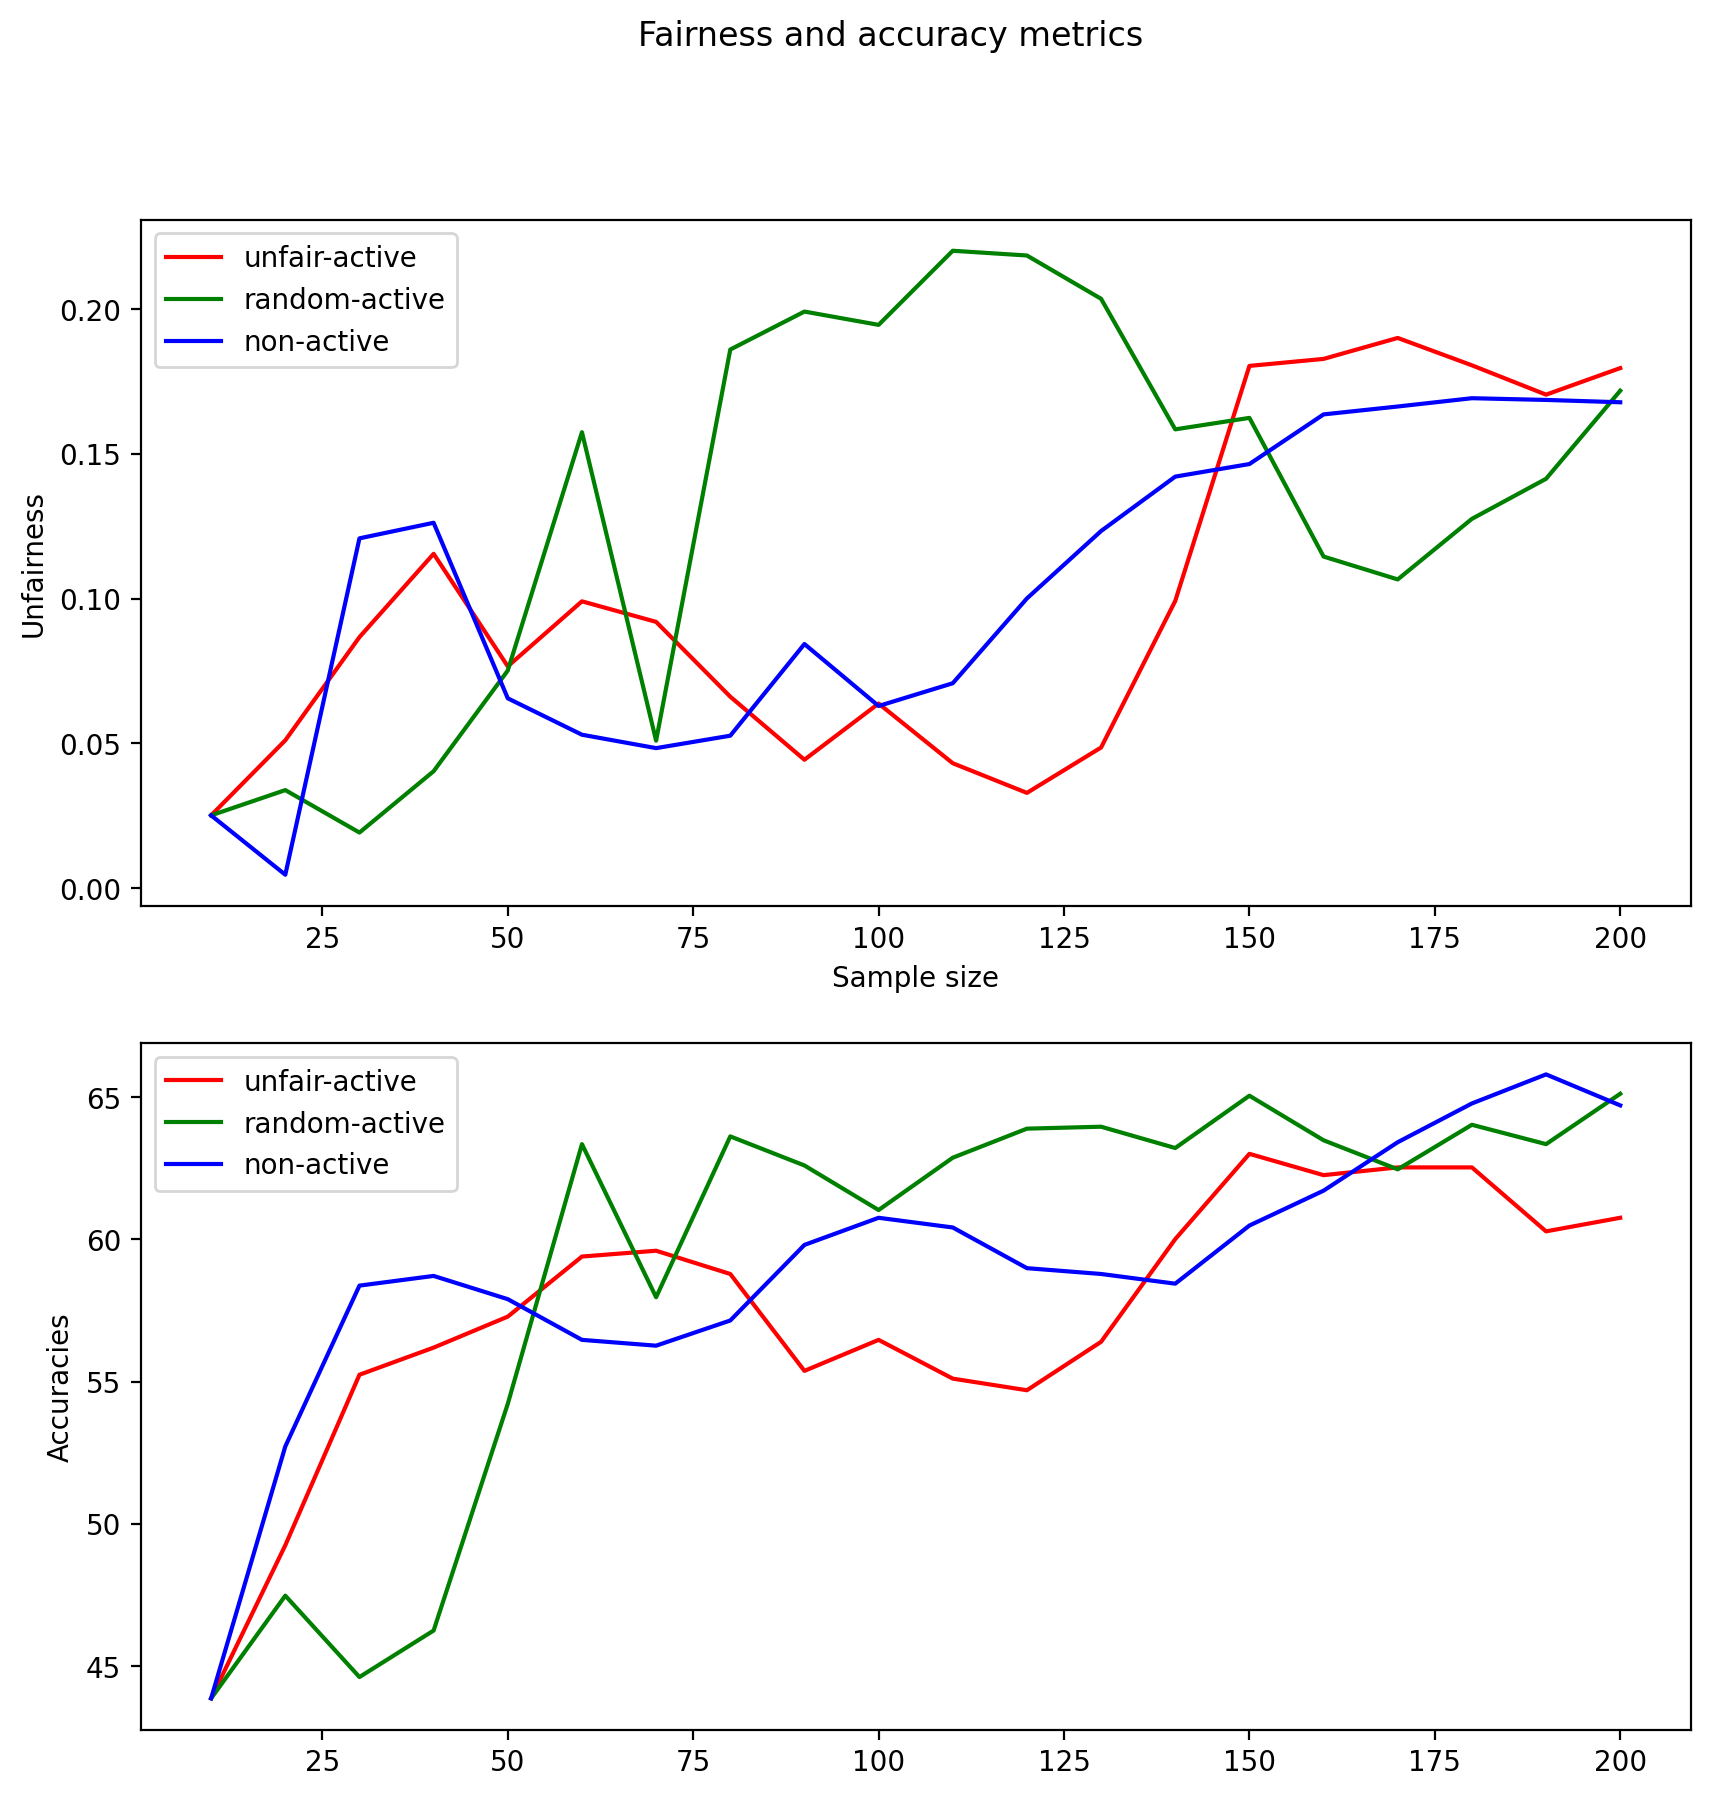 Fairness and accuracy metrics
unfair-active
random-active
non-active
0.20
0.15
0.10
0.05
0.00
Unfairness
25 50 75 100 125 150 175 200
Sample size
unfair-active
random-active
non-active
65
60
55
50
45
Accuracies
25 50 75 100 125 150 175 200